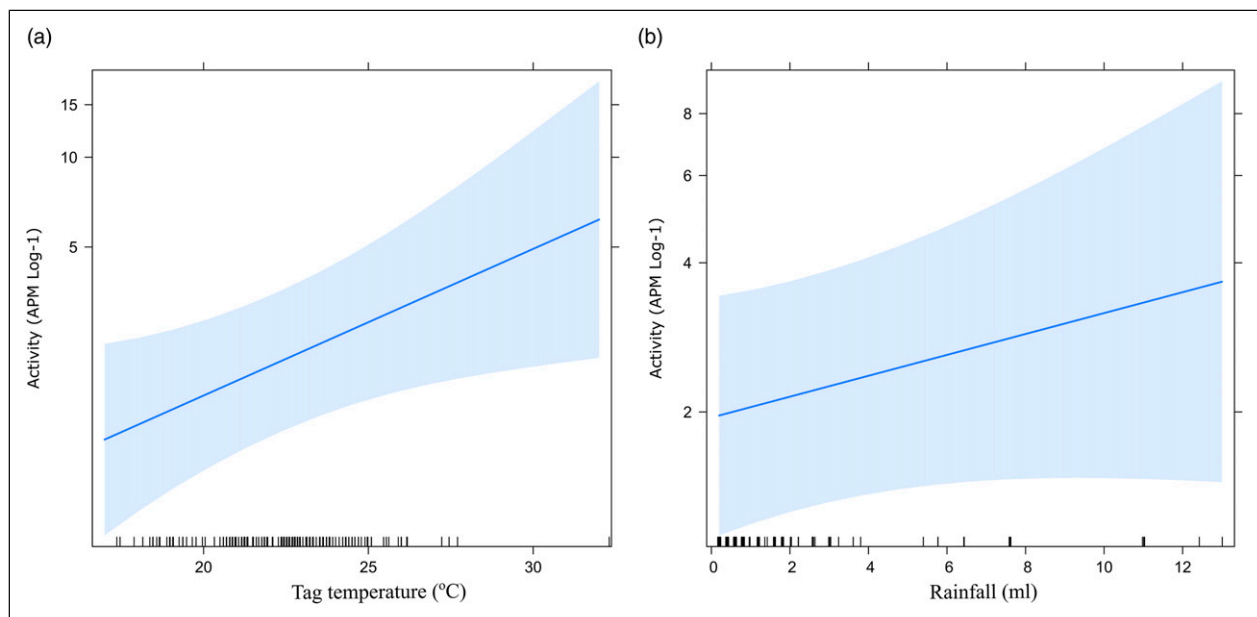 (a)
(b)
15
10
5
Activity (APM Log-1)
20 25 30
Tag temperature (ºC)
8
6
4
2
Activity (APM Log-1)
0 2 4 6 8 10 12
Rainfall (ml)